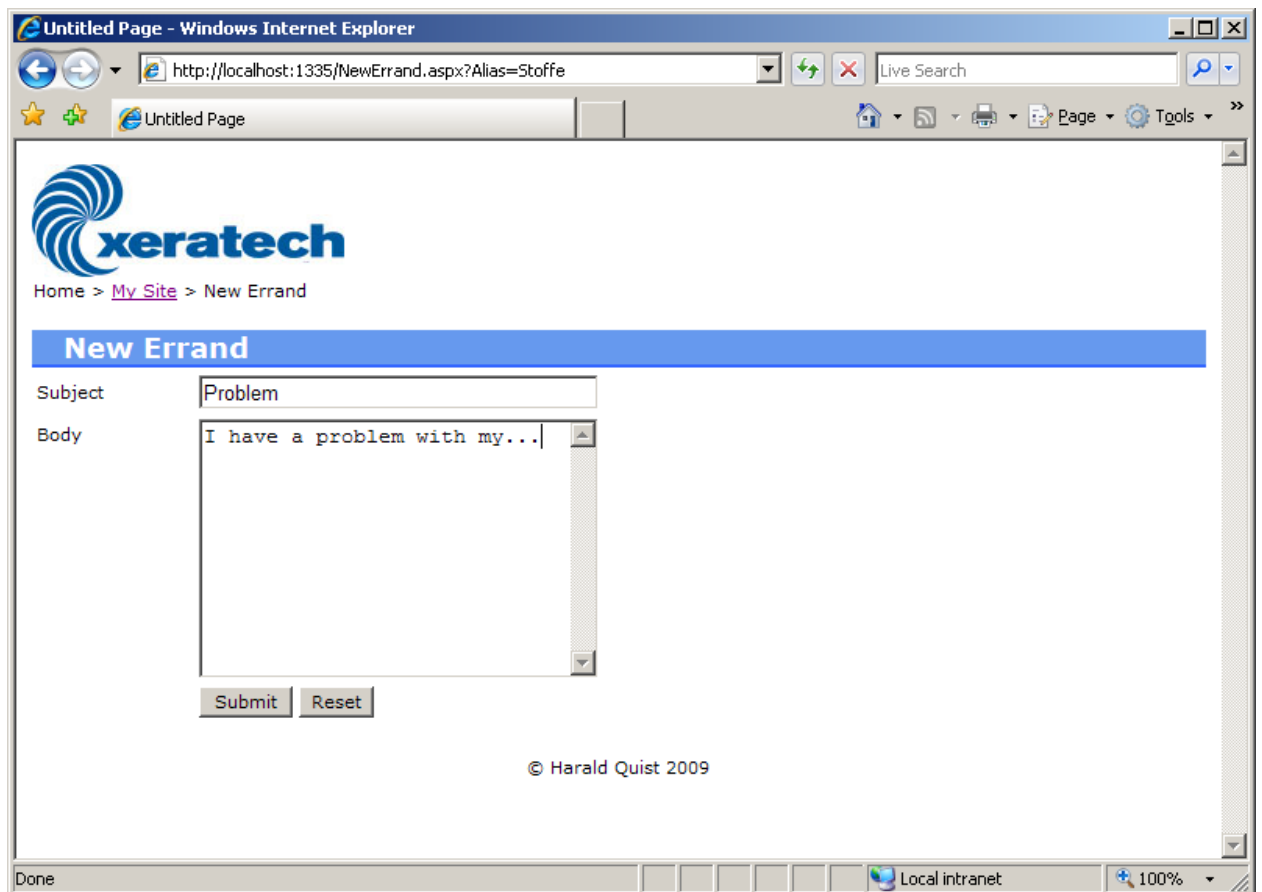 Untitled Page - Windows Internet Explorer
http://localhost:1335/NewErrand.aspx?Alias=Stoffe
Live Search
Untitled Page
Page
Tools
»
xeratech
Home > My Site > New Errand
New Errand
Subject Problem
Body I have a problem with my...
Submit Reset
© Harald Quist 2009
Done Local intranet 100%